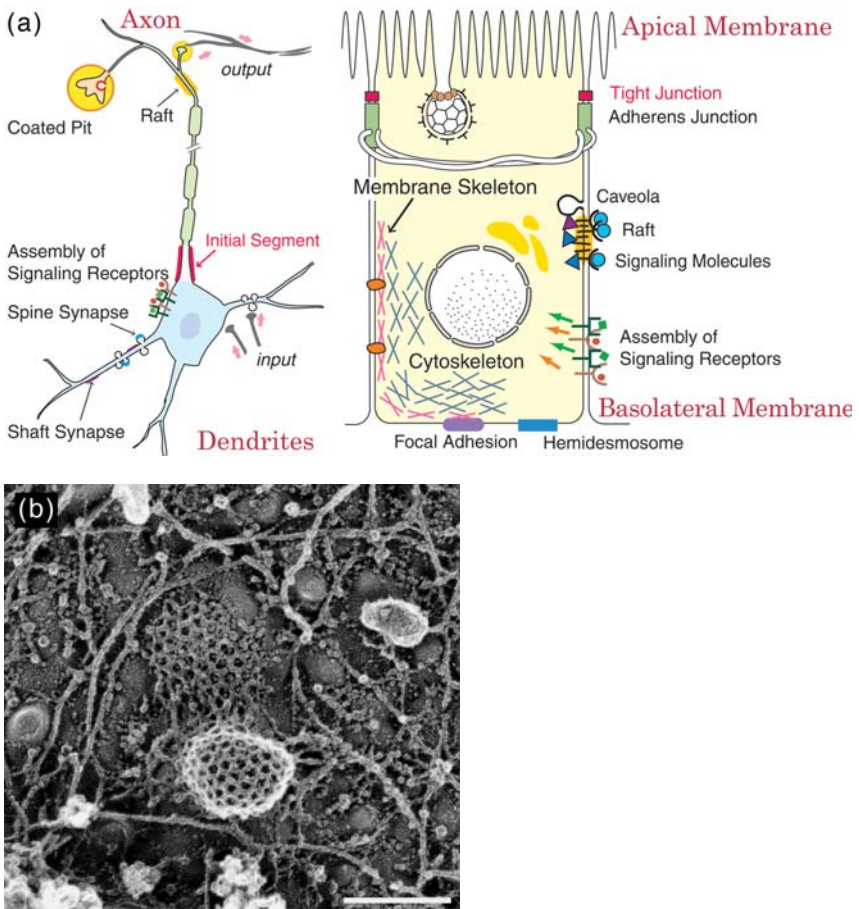 (a)
Axon
output
Raft
Coated Pit
Initial Segment
Assembly of
Signaling Receptors
Spine Synapse
input
Shaft Synapse
Dendrites
Apical Membrane
Tight Junction
Adherens Junction
Membrane Skeleton
Caveola
Raft
Signaling Molecules
Cytoskeleton
Assembly of
Signaling Receptors
Basolateral Membrane
Focal Adhesion
Hemidesmosome
(b)